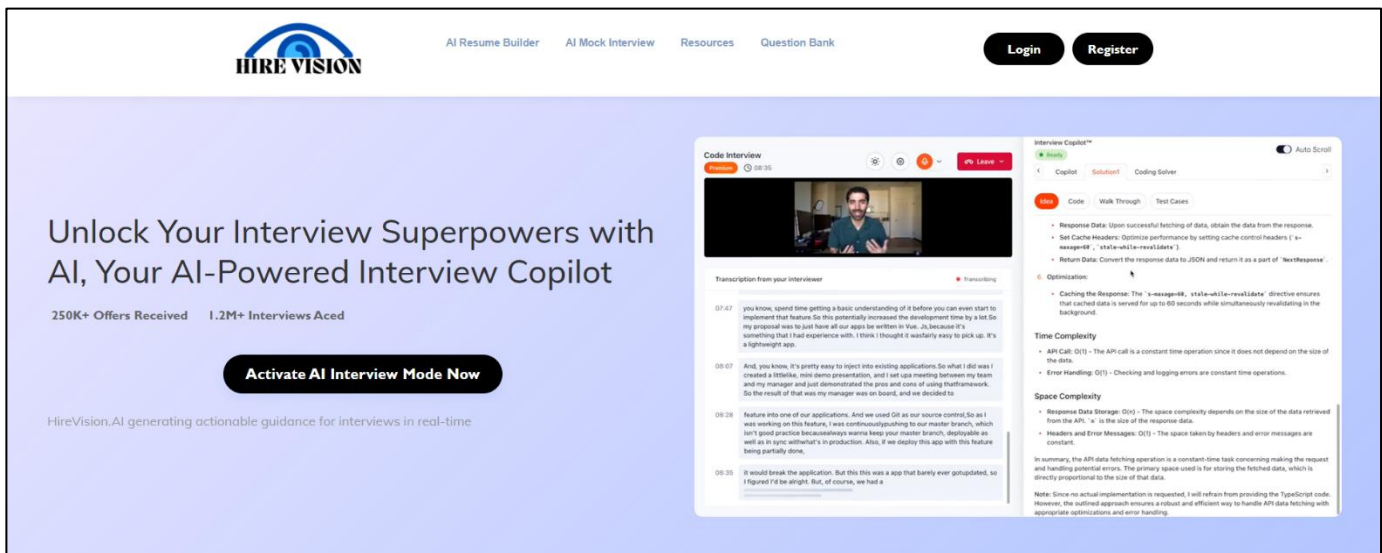 HIRE VISION
AI Resume Builder
AI Mock Interview
Resources
Question Bank
Login
Register
Unlock Your Interview Superpowers with
AI, Your AI-Powered Interview Copilot
250K+ Offers Received
1.2M+ Interviews Aced
Activate AI Interview Mode Now
HireVision.AI generating actionable guidance for interviews in real-time
Code Interview
Premium
08:35
Leave
Transcription from your interviewer
Transcribing
07:47
you know, spend time getting a basic understanding of it before you can even start to
implement that feature.So this potentially increased the development time by a lot.So
my proposal was to just have all our apps be written in Vue. Js,because it's
something that I had experience with. I think I thought it wasfairly easy to pick up. It's
a lightweight app.
08:07
And, you know, it's pretty easy to inject into existing applications.So what I did was I
created a littlelike, mini demo presentation, and I set upa meeting between my team
and my manager and just demonstrated the pros and cons of using thatframework.
So the result of that was my manager was on board, and we decided to
08:28
feature into one of our applications. And we used Git as our source control,So as I
was working on this feature, I was continuouslypushing to our master branch, which
isn't good practice becausealways wanna keep your master branch, deployable as
well as in sync withwhat's in production. Also, if we deploy this app with this feature
being partially done,
08:35
it would break the application. But this this was a app that barely ever gotupdated, so
I figured I'd be alright. But, of course, we had a
Interview Copilot™
Ready
Auto Scroll
Copilot
Solution1
Coding Solver
Idea
Code
Walk Through
Test Cases
• Response Data: Upon successful fetching of data, obtain the data from the response.
• Set Cache Headers: Optimize performance by setting cache control headers (`s-
maxage=60`, `stale-while-revalidate`).
• Return Data: Convert the response data to JSON and return it as a part of `NextResponse`.
6 Optimization:
• Caching the Response: The `s-maxage=60, stale-while-revalidate` directive ensures
that cached data is served for up to 60 seconds while simultaneously revalidating in the
background.
Time Complexity
• API Call: O(1) - The API call is a constant time operation since it does not depend on the size of
the data.
• Error Handling: O(1) - Checking and logging errors are constant time operations.
Space Complexity
• Response Data Storage: O(n) - The space complexity depends on the size of the data retrieved
from the API. `n` is the size of the response data.
• Headers and Error Messages: O(1) - The space taken by headers and error messages are
constant.
In summary, the API data fetching operation is a constant-time task concerning making the request
and handling potential errors. The primary space used is for storing the fetched data, which is
directly proportional to the size of that data.
Note: Since no actual implementation is requested, I will refrain from providing the TypeScript code.
However, the outlined approach ensures a robust and efficient way to handle API data fetching with
appropriate optimizations and error handling.